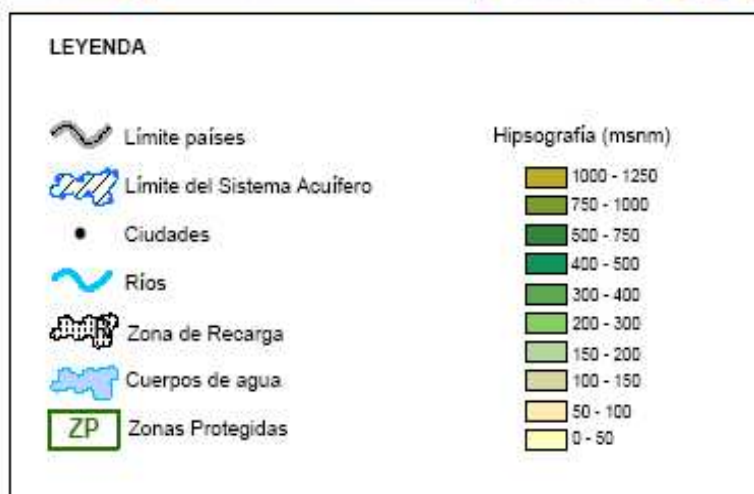 LEYENDA
Límite países
Límite del Sistema Acuífero
Ciudades
Ríos
Zona de Recarga
Cuerpos de agua
ZP Zonas Protegidas
Hipsografía (msnm)
1000 - 1250
750 - 1000
500 - 750
400 - 500
300 - 400
200 - 300
150 - 200
100 - 150
50 - 100
0 - 50